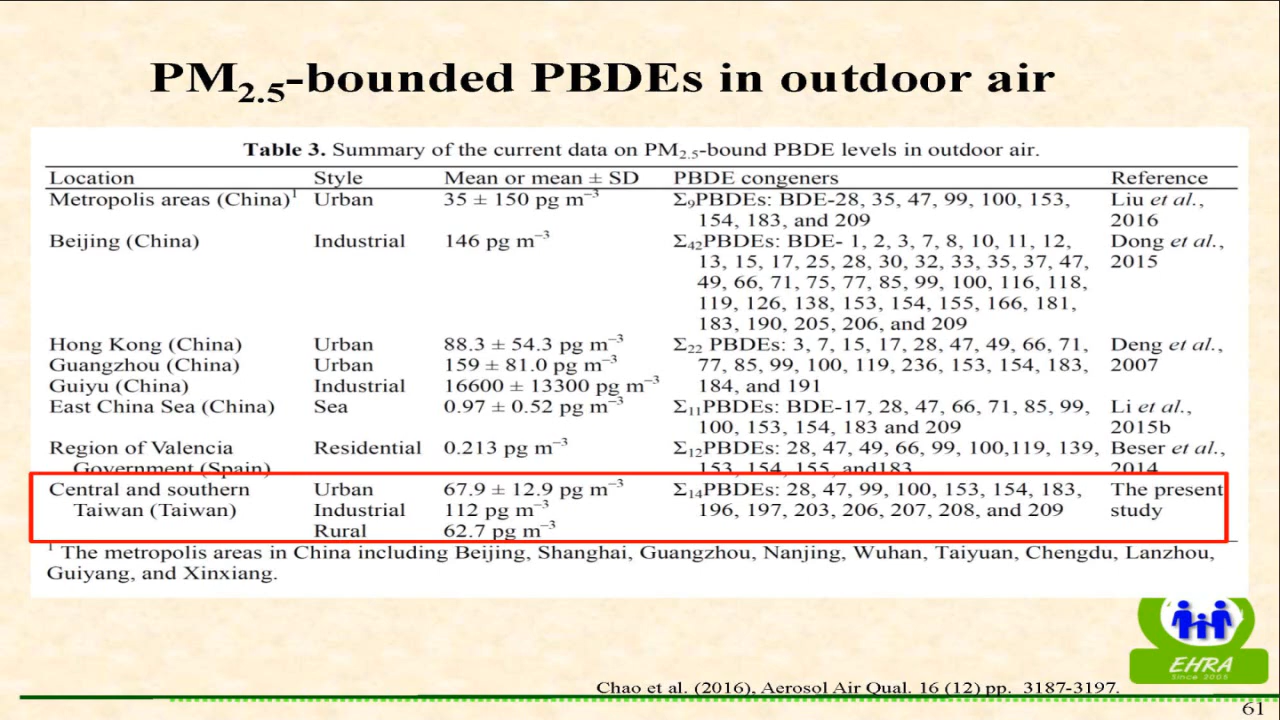 PM2.5-bounded PBDEs in outdoor air
Table 3. Summary of the current data on PM2.5-bound PBDE levels in outdoor air.
Location Style Mean or mean ± SD PBDE congeners Reference
Metropolis areas (China)1 Urban 35 ± 150 pg m−3 Σ9PBDEs: BDE-28, 35, 47, 99, 100, 153, Liu et al.,
154, 183, and 209 2016
Beijing (China) Industrial 146 pg m−3 Σ42PBDEs: BDE- 1, 2, 3, 7, 8, 10, 11, 12, Dong et al.,
13, 15, 17, 25, 28, 30, 32, 33, 35, 37, 47, 2015
49, 66, 71, 75, 77, 85, 99, 100, 116, 118,
119, 126, 138, 153, 154, 155, 166, 181,
183, 190, 205, 206, and 209
Hong Kong (China) Urban 88.3 ± 54.3 pg m−3 Σ22 PBDEs: 3, 7, 15, 17, 28, 47, 49, 66, 71, Deng et al.,
Guangzhou (China) Urban 159 ± 81.0 pg m−3 77, 85, 99, 100, 119, 236, 153, 154, 183, 2007
Guiyu (China) Industrial 16600 ± 13300 pg m−3 184, and 191
East China Sea (China) Sea 0.97 ± 0.52 pg m−3 Σ11PBDEs: BDE-17, 28, 47, 66, 71, 85, 99, Li et al.,
100, 153, 154, 183 and 209 2015b
Region of Valencia Residential 0.213 pg m−3 Σ12PBDEs: 28, 47, 49, 66, 99, 100,119, 139, Beser et al.,
Government (Spain) 153, 154, 155, and183 2014
Central and southern Urban 67.9 ± 12.9 pg m−3 Σ14PBDEs: 28, 47, 99, 100, 153, 154, 183, The present
Taiwan (Taiwan) Industrial 112 pg m−3 196, 197, 203, 206, 207, 208, and 209 study
Rural 62.7 pg m−3
1 The metropolis areas in China including Beijing, Shanghai, Guangzhou, Nanjing, Wuhan, Taiyuan, Chengdu, Lanzhou,
Guiyang, and Xinxiang.
EHRA
Since 2005
Chao et al. (2016), Aerosol Air Qual. 16 (12) pp. 3187-3197.
61